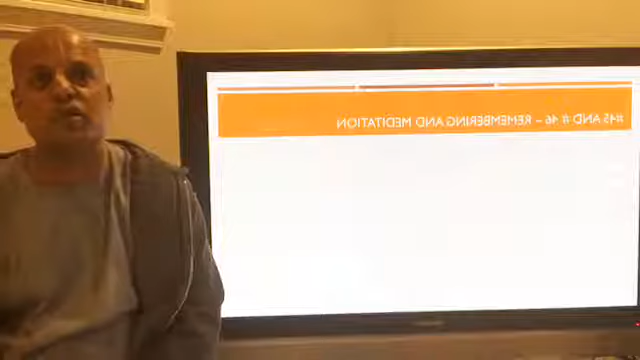 #45 AND # 46 – REMEMBERING AND MEDITATION